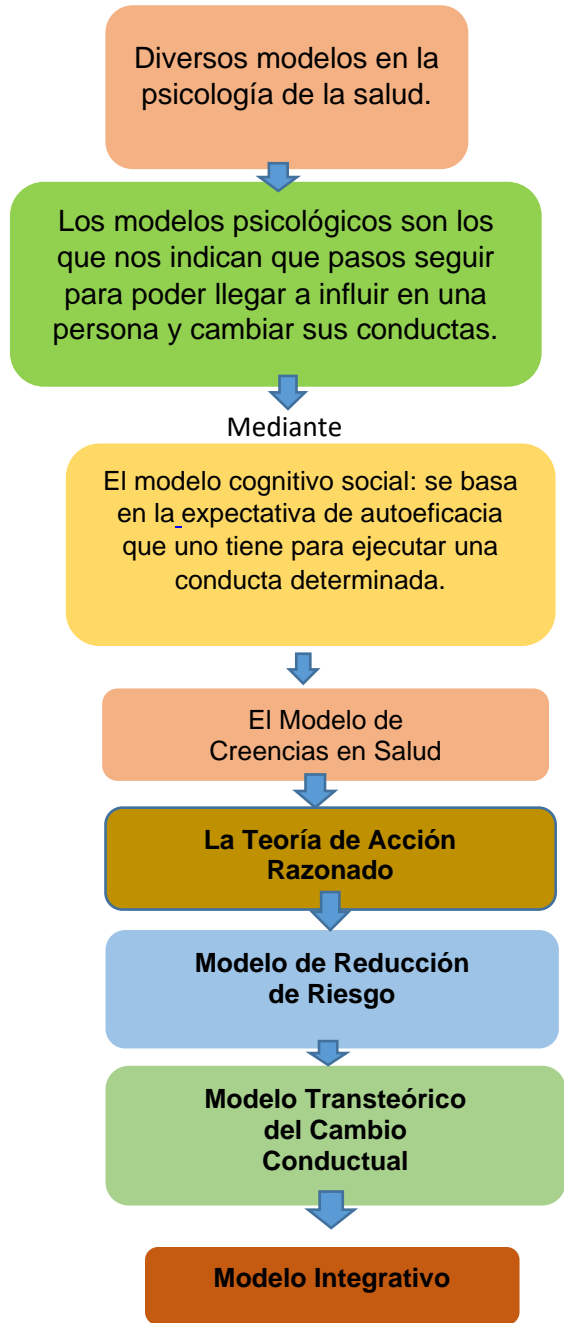 Diversos modelos en la
psicología de la salud.
Los modelos psicológicos son los
que nos indican que pasos seguir
para poder llegar a influir en una
persona y cambiar sus conductas.
Mediante
El modelo cognitivo social: se basa
en la expectativa de autoeficacia
que uno tiene para ejecutar una
conducta determinada.
El Modelo de
Creencias en Salud
La Teoría de Acción
Razonado
Modelo de Reducción
de Riesgo
Modelo Transteórico
del Cambio
Conductual
Modelo Integrativo